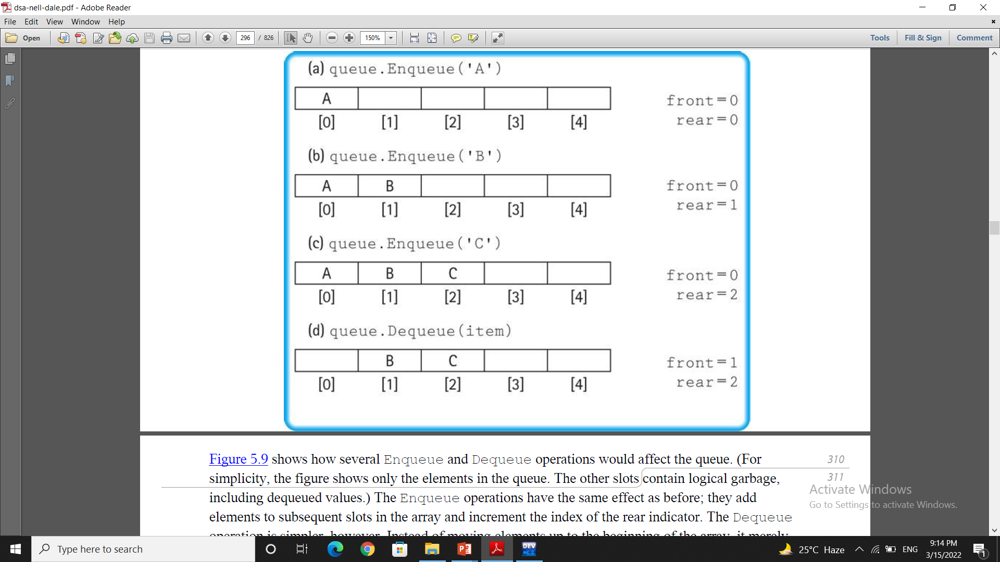 dsa-nell-dale.pdf - Adobe Reader
File Edit View Window Help
Open 296 / 826 150% Tools Fill & Sign Comment
(a) queue.Enqueue('A')
A
[0] [1] [2] [3] [4]
front=0
rear=0
(b) queue.Enqueue('B')
A B
[0] [1] [2] [3] [4]
front=0
rear=1
(c) queue.Enqueue('C')
A B C
[0] [1] [2] [3] [4]
front=0
rear=2
(d) queue.Dequeue(item)
B C
[0] [1] [2] [3] [4]
front=1
rear=2
Figure 5.9 shows how several Enqueue and Dequeue operations would affect the queue. (For
310
simplicity, the figure shows only the elements in the queue. The other slots contain logical garbage,
311
including dequeued values.) The Enqueue operations have the same effect as before; they add
elements to subsequent slots in the array and increment the index of the rear indicator. The Dequeue
operation is simpler, however. Instead of moving elements up to the beginning of the array, it merely
Activate Windows
Go to Settings to activate Windows.
Type here to search
DEV
C++
25°C Haze
ENG
9:14 PM
3/15/2022
1